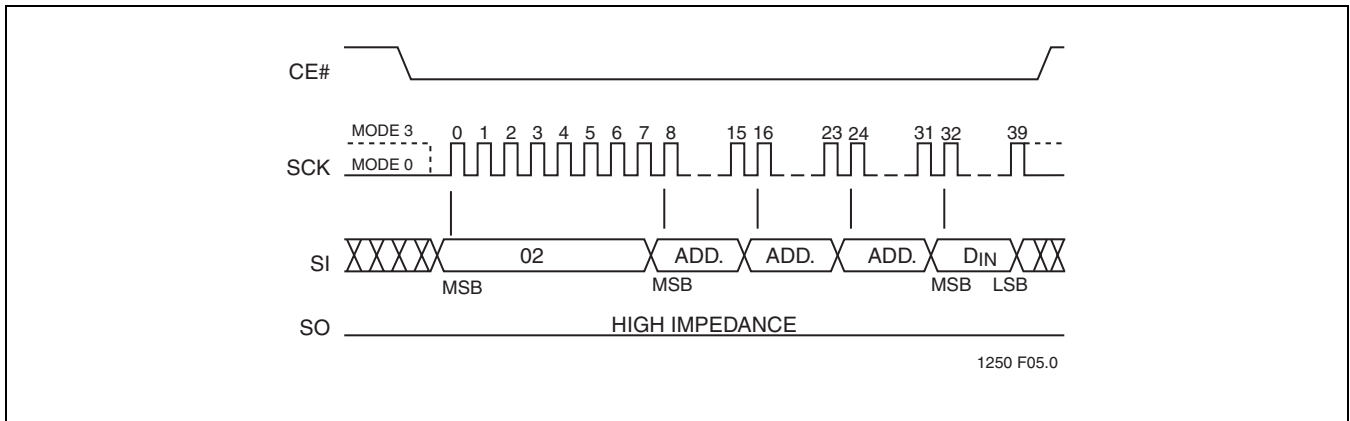 CE#
MODE 3
0 1 2 3 4 5 6 7 8 15 16 23 24 31 32 39
SCK MODE 0
SI 02 ADD. ADD. ADD. DIN
MSB MSB MSB LSB
SO HIGH IMPEDANCE
1250 F05.0